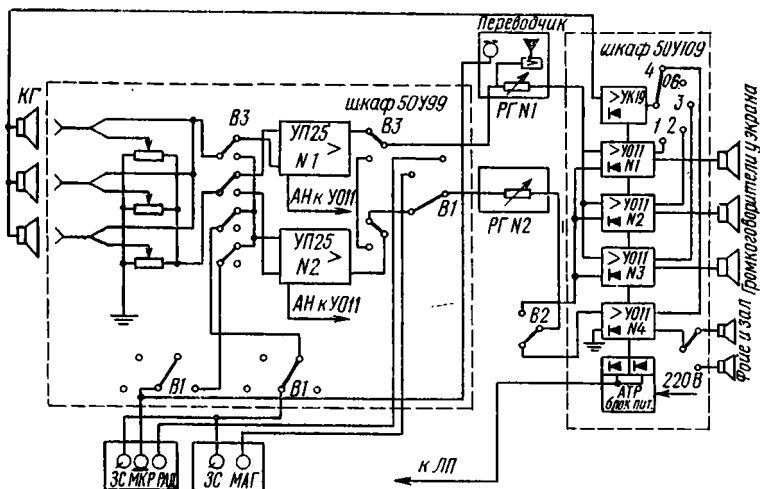 Переводчик
шкаф 50У109
КГ
шкаф 50У99
В3
УП25
N1
>
В3
РГ N1
>УК19
4
Об
3
>У011
N1
1
2
АН к У011
В1
УП25
N2
>
РГ N2
>У011
N2
АН к У011
>У011
N3
Громкоговорители у экрана
В2
>У011
N4
В1
В1
АТР
блок пит.
220 В
Фойе и зал
ЗС МКР РАД
ЗС МАГ
к ЛП